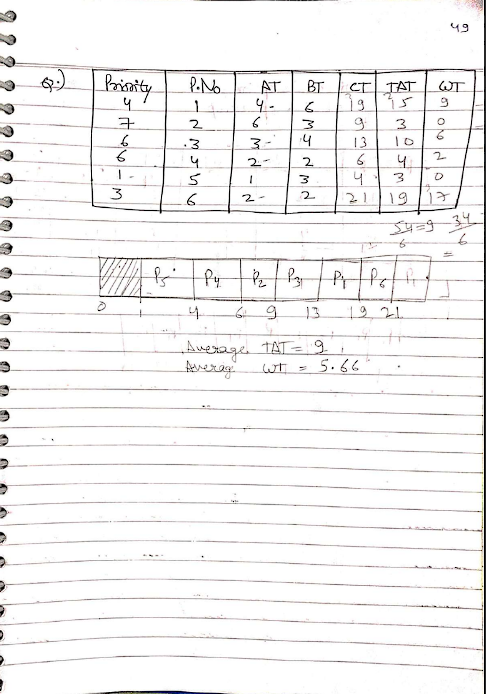 49
Q.) Priority P.No AT BT CT TAT WT
4 1 4- 6 19 15 9
7 2 6 3 9 3 0
6 3 3- 4 13 10 6
6 4 2- 2 6 4 2
1- 5 1 3 4 3 0
3 6 2- 2 21 19 17
54/6=9 34/6
=
P5 P4 P2 P3 P1 P6
0 1 4 6 9 13 19 21
Average TAT = 9
Average WT = 5.66